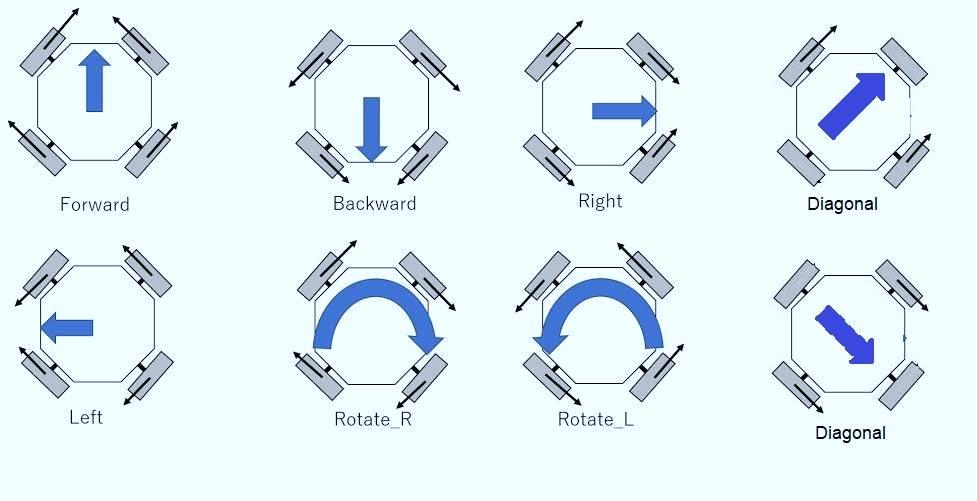 Forward
Backward
Right
Diagonal
Left
Rotate_R
Rotate_L
Diagonal